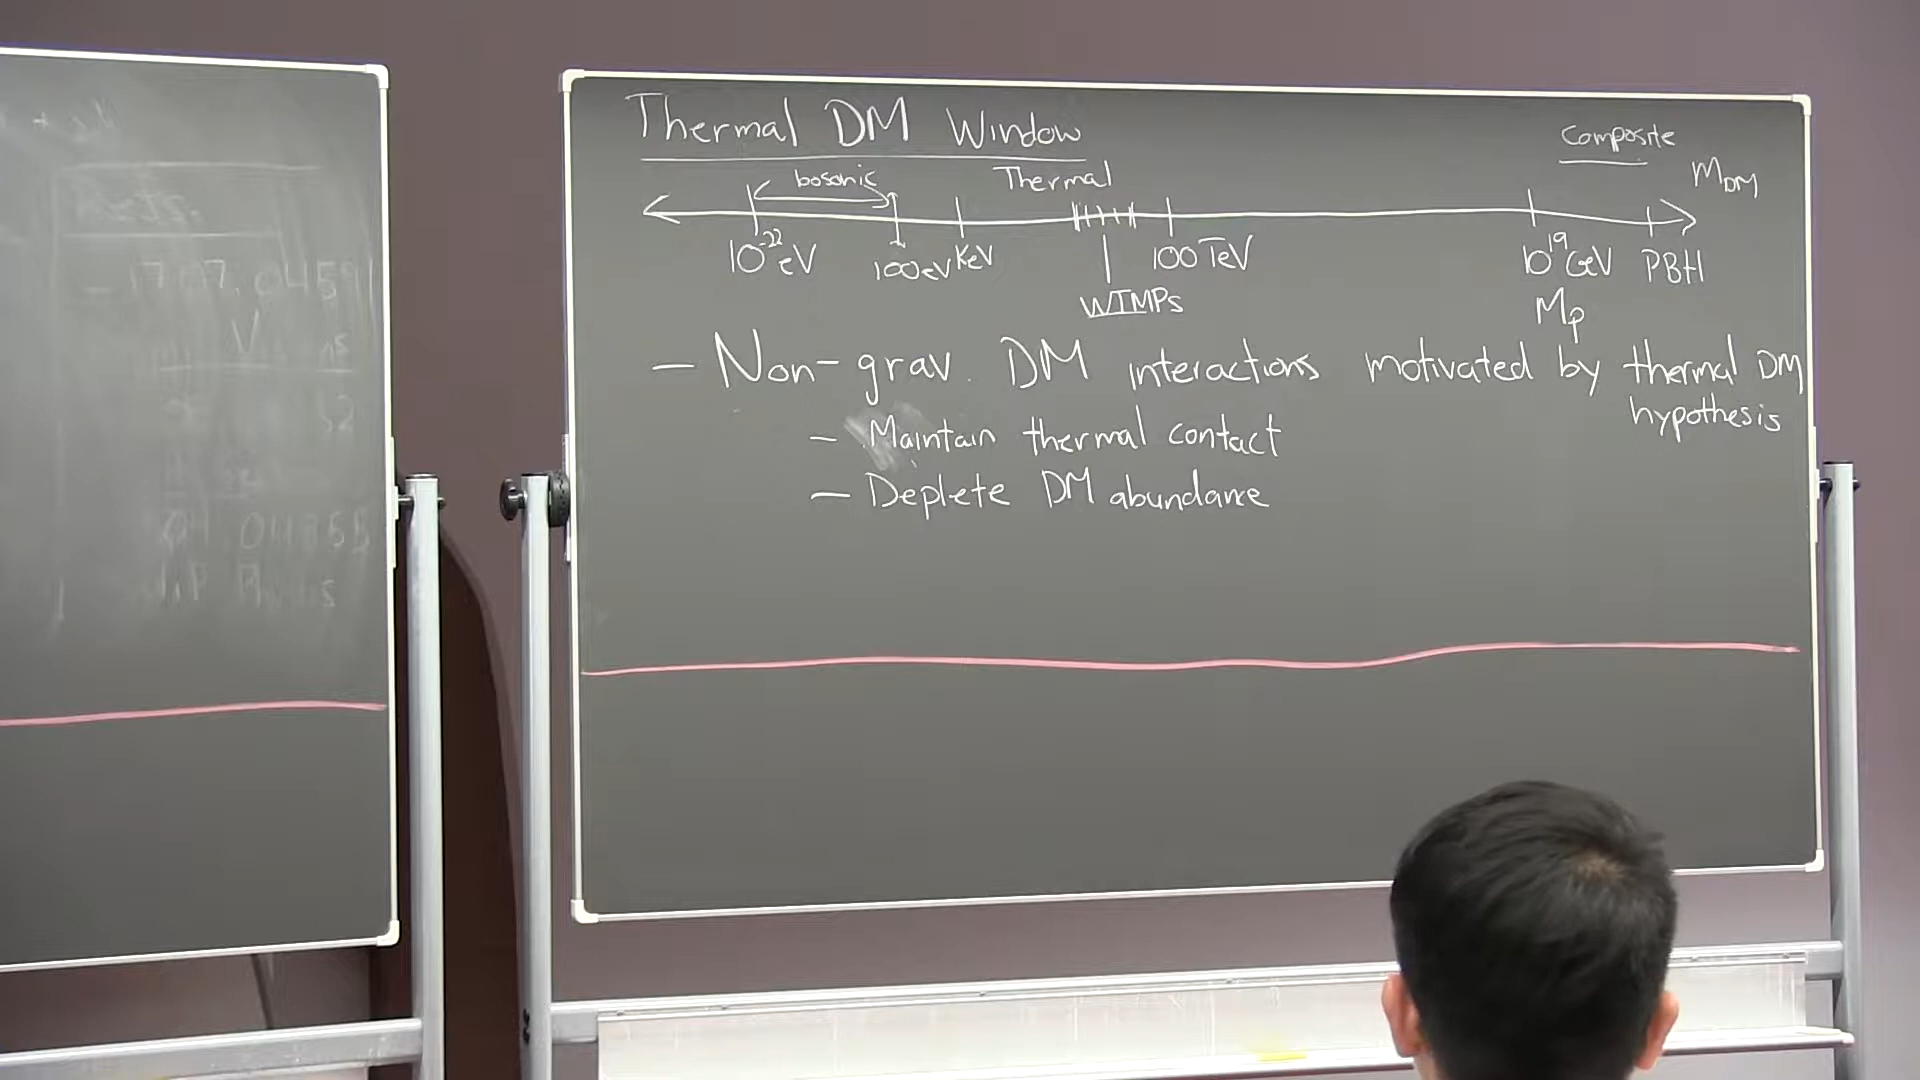 Thermal DM Window
Composite
bosonic Thermal M_DM
10^-22 eV 100eV KeV 100 TeV 10^19 GeV PBH
WIMPs Mp
- Non-grav. DM interactions motivated by thermal DM
hypothesis
- Maintain thermal contact
- Deplete DM abundance